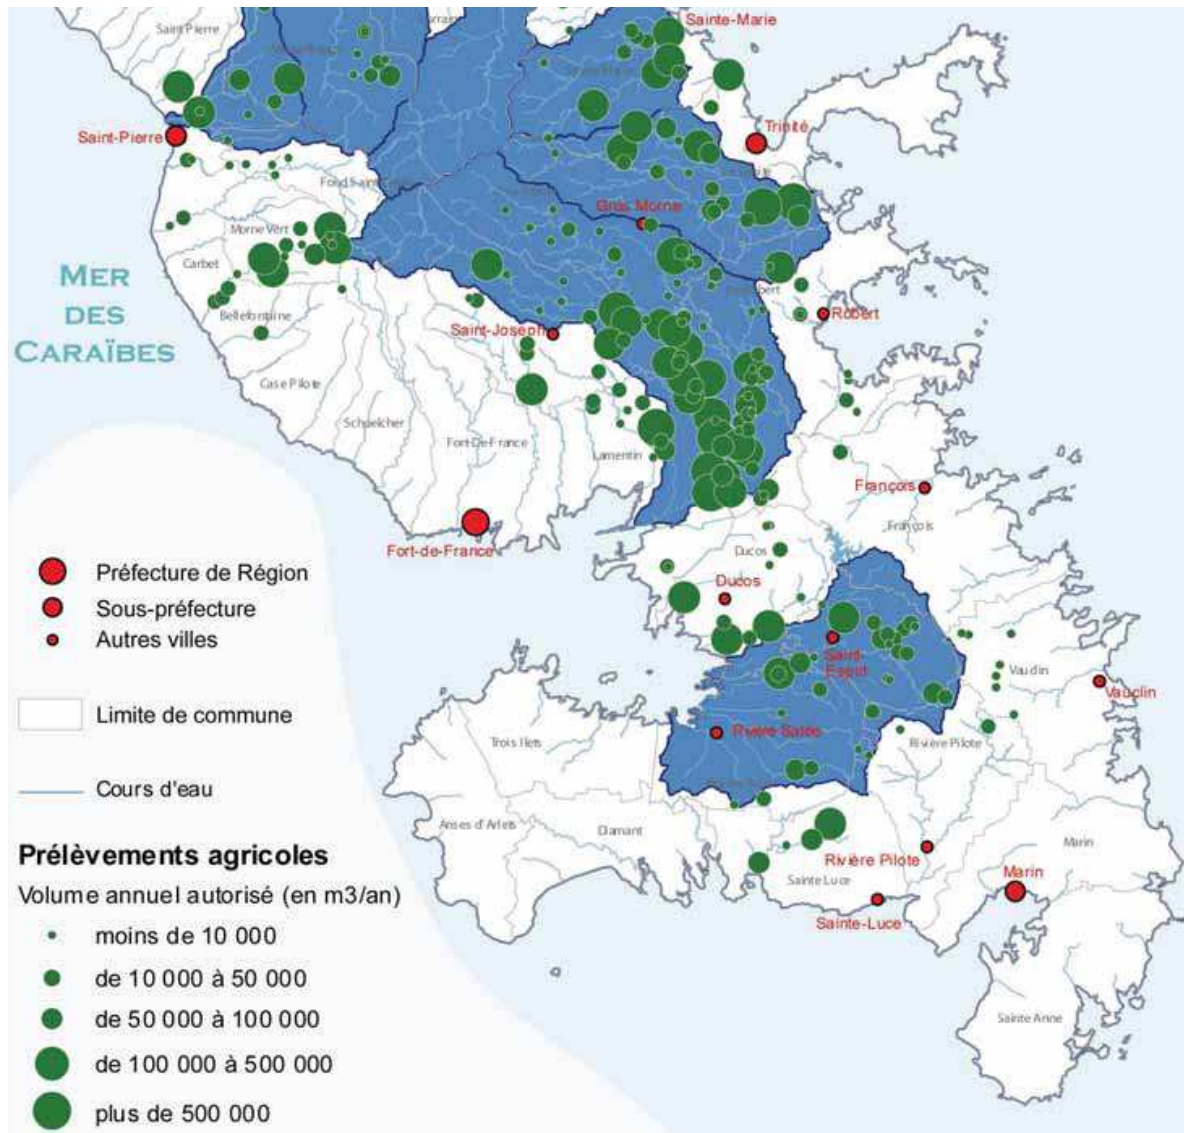 Sainte-Marie
Saint Pierre
Saint-Pierre
Trinité
Gros Morne
Morne Vert
Carbet
MER
DES
CARAÏBES
Bellefontaine
Robert
Saint-Joseph
Case Pilote
Schoelcher
Fort-De-France
Lamentin
François
François
Fort-de-France
Ducos
Ducos
Préfecture de Région
Sous-préfecture
Autres villes
Saint-
Esprit
Vaudin
Vauclin
Limite de commune
Rivière Salée
Trois Ilets
Rivière Pilote
Cours d'eau
Anses d'Arlets
Diamant
Marin
Prélèvements agricoles
Rivière Pilote
Marin
Volume annuel autorisé (en m3/an)
Sainte Luce
Sainte-Luce
moins de 10 000
de 10 000 à 50 000
de 50 000 à 100 000
Sainte Anne
de 100 000 à 500 000
plus de 500 000